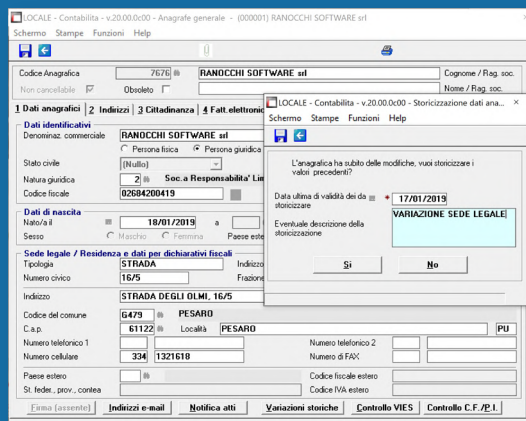 LOCALE - Contabilita - v.20.00.0c00 - Anagrafe generale - (000001) RANOCCHI SOFTWARE srl
Schermo Stampe Funzioni Help
Codice Anagrafica 7676 RANOCCHI SOFTWARE srl Cognome / Rag. soc.
Non cancellabile Obsoleto Nome / Rag. soc.
1 Dati anagrafici 2 Indirizzi 3 Cittadinanza 4 Fatt.elettronic
Dati identificativi
Denominaz. commerciale RANOCCHI SOFTWARE srl
Persona fisica Persona giuridica
Stato civile (Nullo)
Natura giuridica 2 Soc.a Responsabilita' Lim
Codice fiscale 02684200419
Dati di nascita
Nato/a il 18/01/2019 a
Sesso Maschio Femmina Paese este
Sede legale / Residenza e dati per dichiarativi fiscali
Tipologia STRADA Indirizzo
Numero civico 16/5 Frazione
Indirizzo STRADA DEGLI OLMI, 16/5
Codice del comune G479 PESARO
C.a.p. 61122 Località PESARO PU
Numero telefonico 1 Numero telefonico 2
Numero cellulare 334 1321618 Numero di FAX
Paese estero Codice fiscale estero
St. feder., prov., contea Codice IVA estero
Firma (assente) Indirizzi e-mail Notifica atti Variazioni storiche Controllo VIES Controllo C.F./P.I.
LOCALE - Contabilita - v.20.00.0c00 - Storicizzazione dati ana...
Schermo Stampe Funzioni Help
L'anagrafica ha subito delle modifiche, vuoi storicizzare i
valori precedenti?
Data ultima di validità dei da * 17/01/2019
storicizzare
VARIAZIONE SEDE LEGALE
Eventuale descrizione della
storicizzazione
Si No